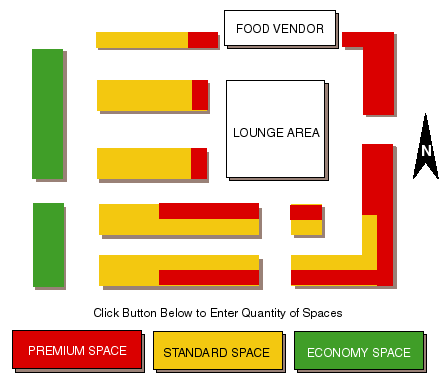 FOOD VENDOR
LOUNGE AREA
N
Click Button Below to Enter Quantity of Spaces
PREMIUM SPACE
STANDARD SPACE
ECONOMY SPACE